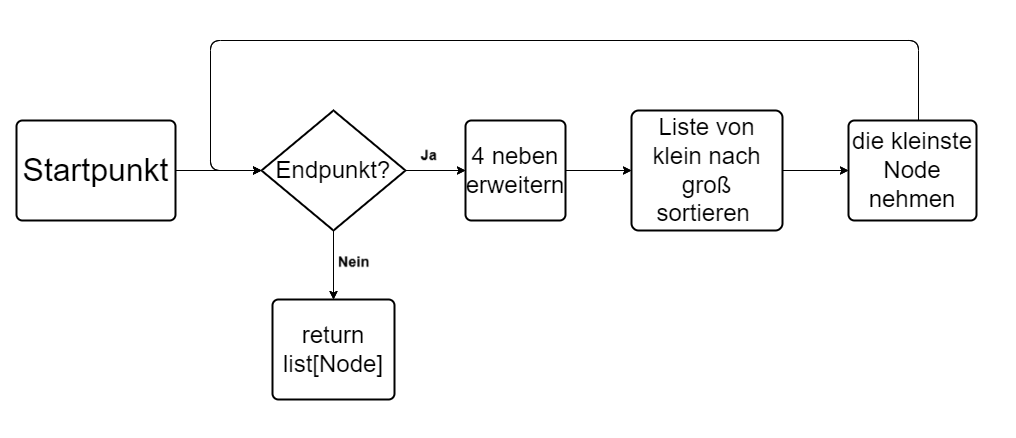 Startpunkt
Endpunkt?
Ja
4 neben
erweitern
Liste von
klein nach
groß
sortieren
die kleinste
Node
nehmen
Nein
return
list[Node]